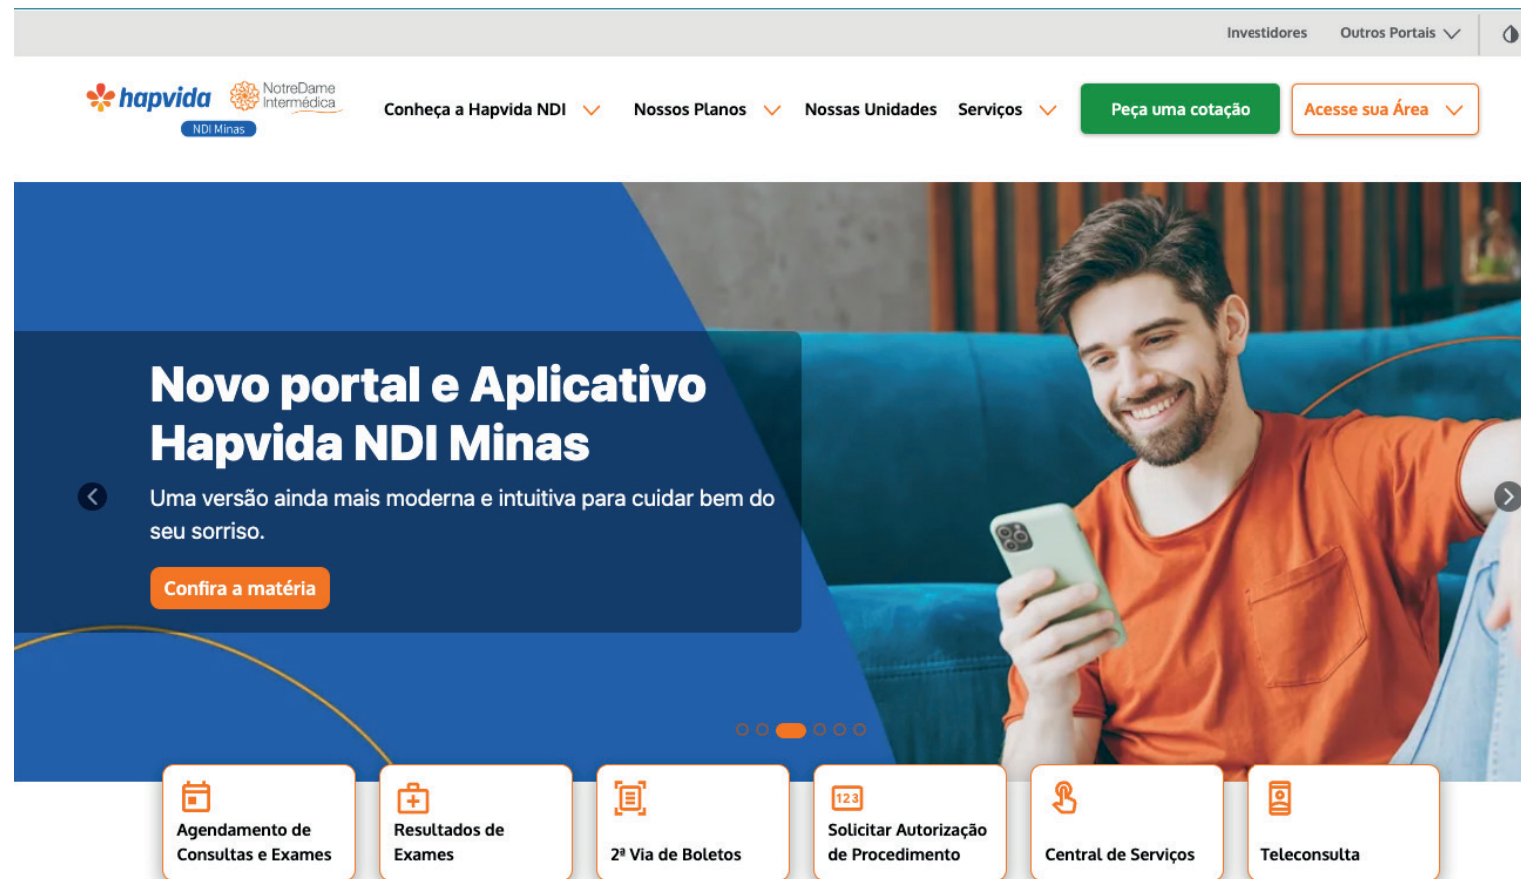 Investidores Outros Portais
hapvida NotreDame Intermédica
NDI Minas
Conheça a Hapvida NDI Nossos Planos Nossas Unidades Serviços Peça uma cotação Acesse sua Área
Novo portal e Aplicativo
Hapvida NDI Minas
Uma versão ainda mais moderna e intuitiva para cuidar bem do
seu sorriso.
Confira a matéria
Agendamento de
Consultas e Exames
Resultados de
Exames
2ª Via de Boletos
123
Solicitar Autorização
de Procedimento
Central de Serviços
Teleconsulta